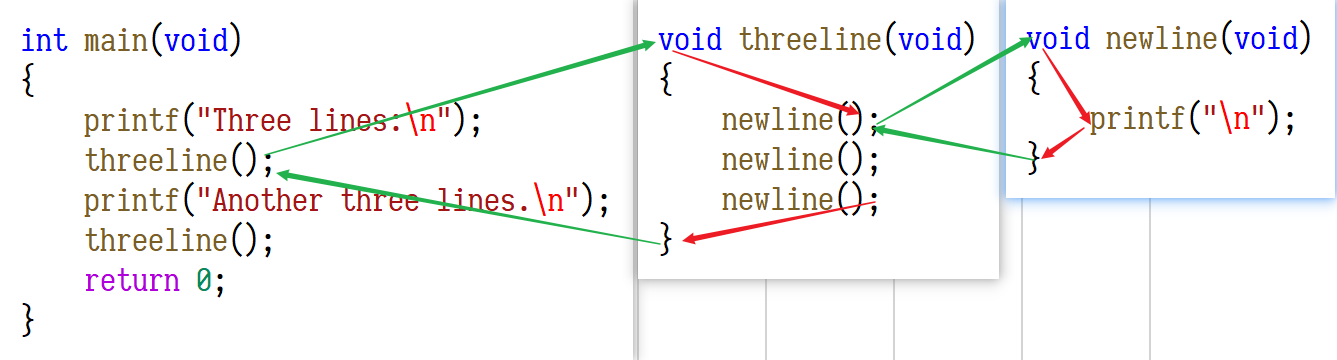 int main(void)
{
    printf("Three lines:\n");
    threeline();
    printf("Another three lines.\n");
    threeline();
    return 0;
}
void threeline(void)
{
    newline();
    newline();
    newline();
}
void newline(void)
{
    printf("\n");
}